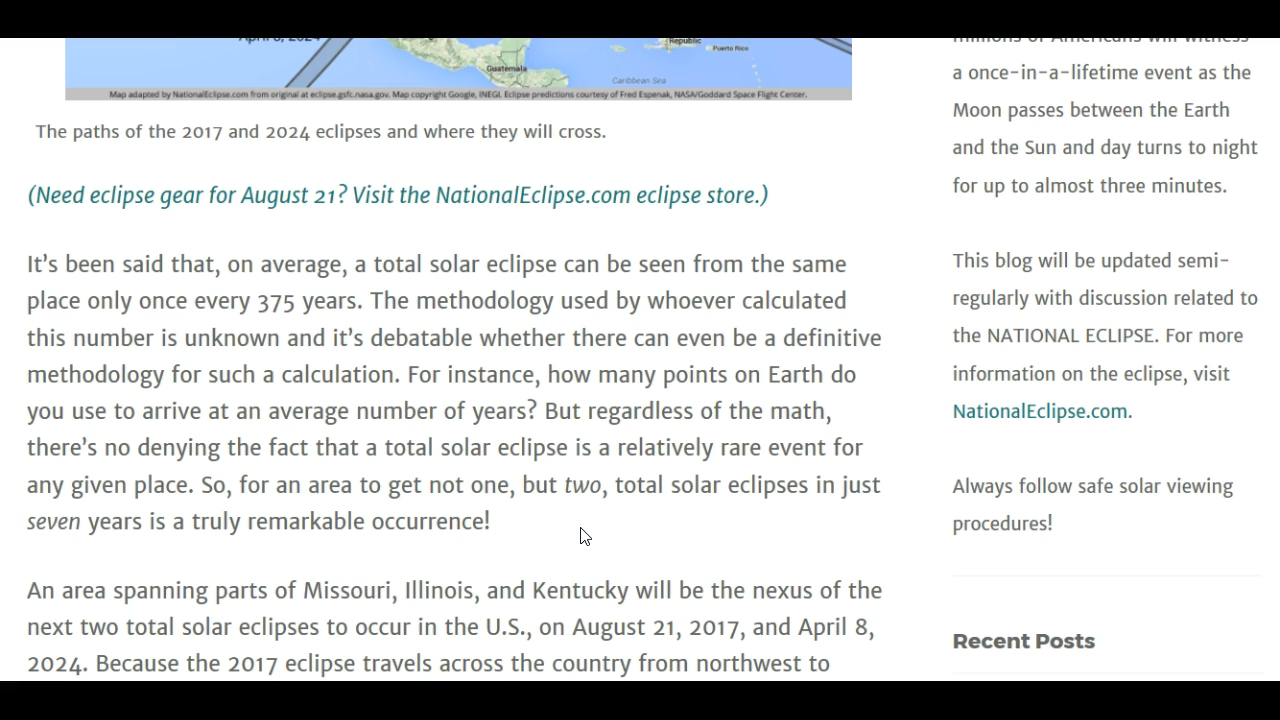 April 8, 2024
Republic
Puerto Rico
Guatemala
Caribbean Sea
Map adapted by NationalEclipse.com from original at eclipse.gsfc.nasa.gov. Map copyright Google, INEGI. Eclipse predictions courtesy of Fred Espenak, NASA/Goddard Space Flight Center.
The paths of the 2017 and 2024 eclipses and where they will cross.
(Need eclipse gear for August 21? Visit the NationalEclipse.com eclipse store.)
It's been said that, on average, a total solar eclipse can be seen from the same
place only once every 375 years. The methodology used by whoever calculated
this number is unknown and it's debatable whether there can even be a definitive
methodology for such a calculation. For instance, how many points on Earth do
you use to arrive at an average number of years? But regardless of the math,
there's no denying the fact that a total solar eclipse is a relatively rare event for
any given place. So, for an area to get not one, but two, total solar eclipses in just
seven years is a truly remarkable occurrence!
An area spanning parts of Missouri, Illinois, and Kentucky will be the nexus of the
next two total solar eclipses to occur in the U.S., on August 21, 2017, and April 8,
2024. Because the 2017 eclipse travels across the country from northwest to
millions of Americans will witness
a once-in-a-lifetime event as the
Moon passes between the Earth
and the Sun and day turns to night
for up to almost three minutes.
This blog will be updated semi-
regularly with discussion related to
the NATIONAL ECLIPSE. For more
information on the eclipse, visit
NationalEclipse.com.
Always follow safe solar viewing
procedures!
Recent Posts